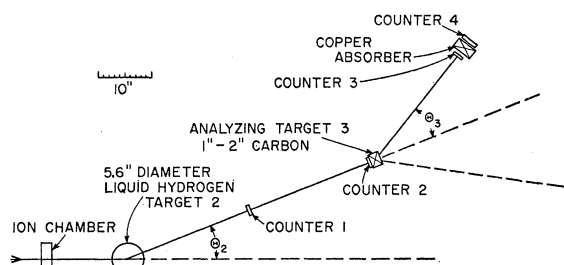 COUNTER 4
COPPER
ABSORBER
COUNTER 3
10"
Θ3
ANALYZING TARGET 3
1"-2" CARBON
5.6" DIAMETER
LIQUID HYDROGEN
TARGET 2
COUNTER 2
COUNTER 1
ION CHAMBER
Θ2